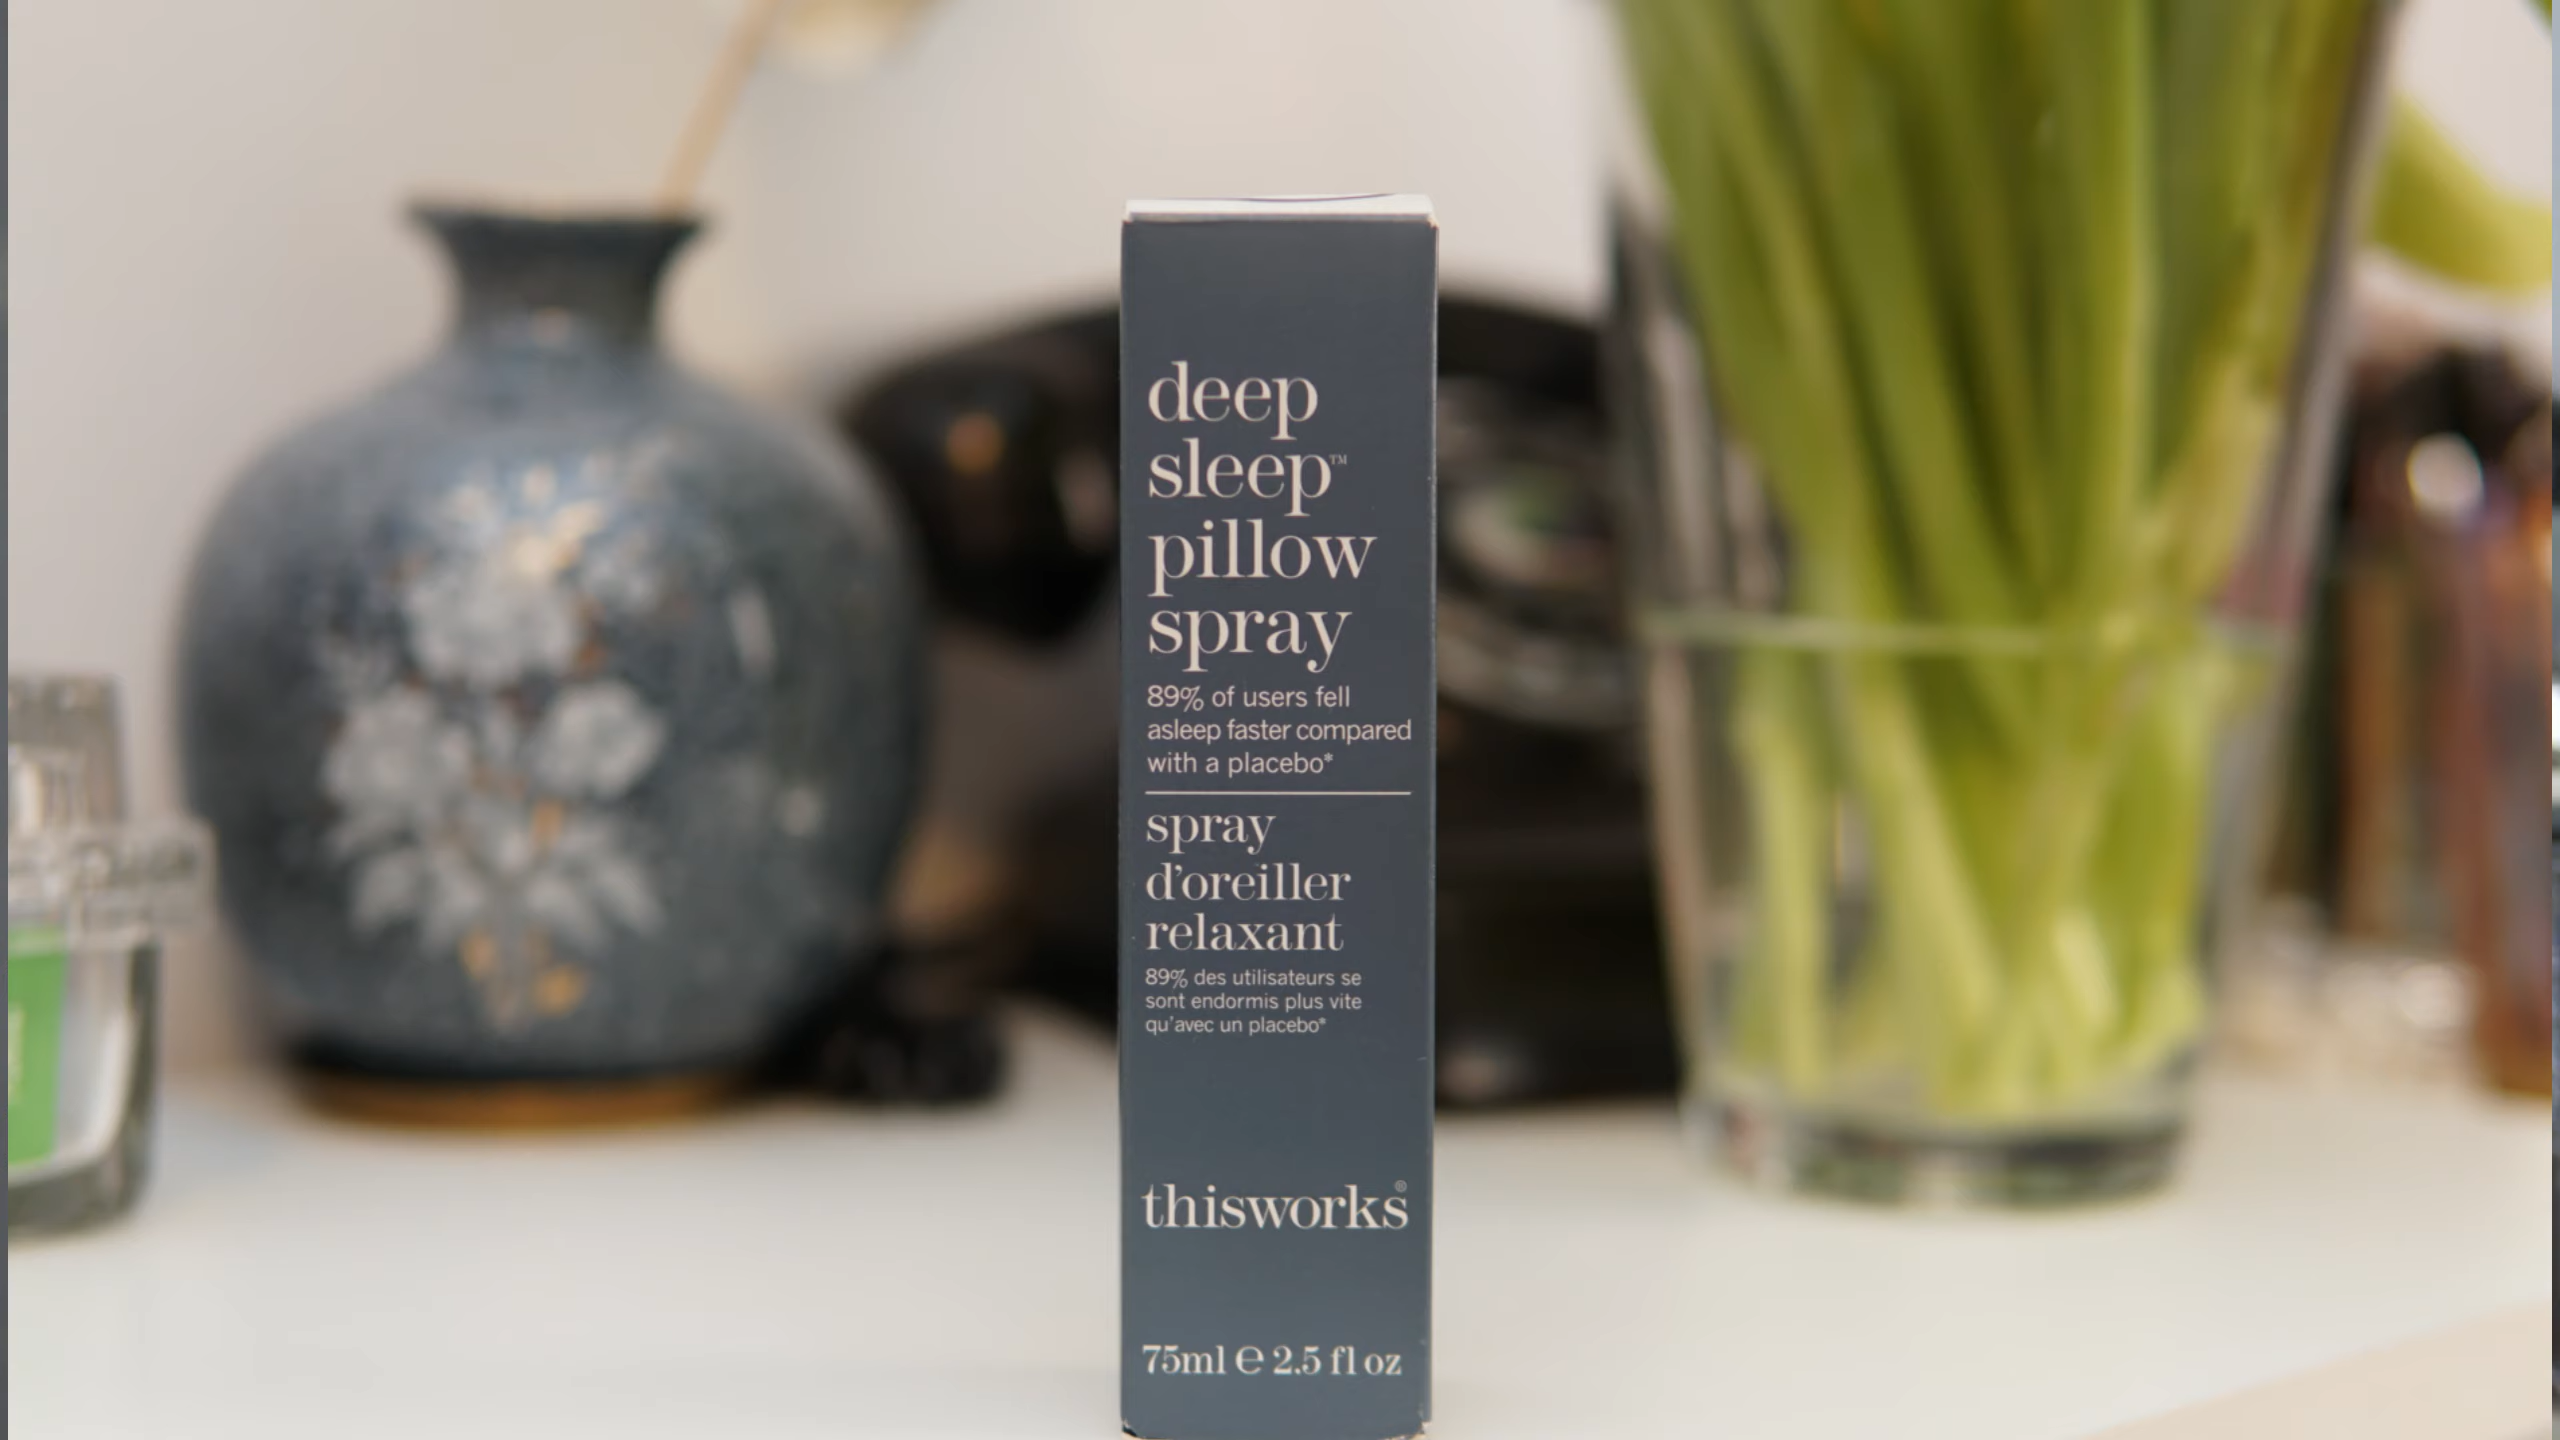 deep
sleep™
pillow
spray
89% of users fell
asleep faster compared
with a placebo*
spray
d'oreiller
relaxant
89% des utilisateurs se
sont endormis plus vite
qu'avec un placebo*
thisworks®
75ml ℮ 2.5 fl oz